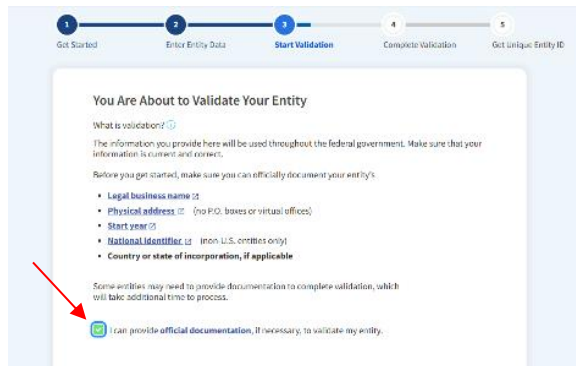 1 2 3 4 5
Get Started Enter Entity Data Start Validation Complete Validation Get Unique Entity ID
You Are About to Validate Your Entity
What is validation?
The information you provide here will be used throughout the federal government. Make sure that your
information is current and correct.
Before you get started, make sure you can officially document your entity's
• Legal business name
• Physical address (no P.O. boxes or virtual offices)
• Start year
• National Identifier (non-U.S. entities only)
• Country or state of incorporation, if applicable
Some entities may need to provide documentation to complete validation, which
will take additional time to process.
I can provide official documentation, if necessary, to validate my entity.